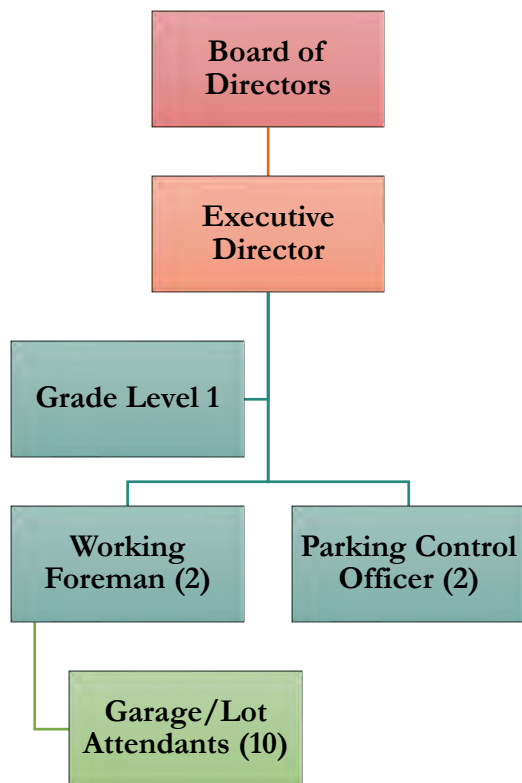 Board of
Directors
Executive
Director
Grade Level 1
Working
Foreman (2)
Parking Control
Officer (2)
Garage/Lot
Attendants (10)